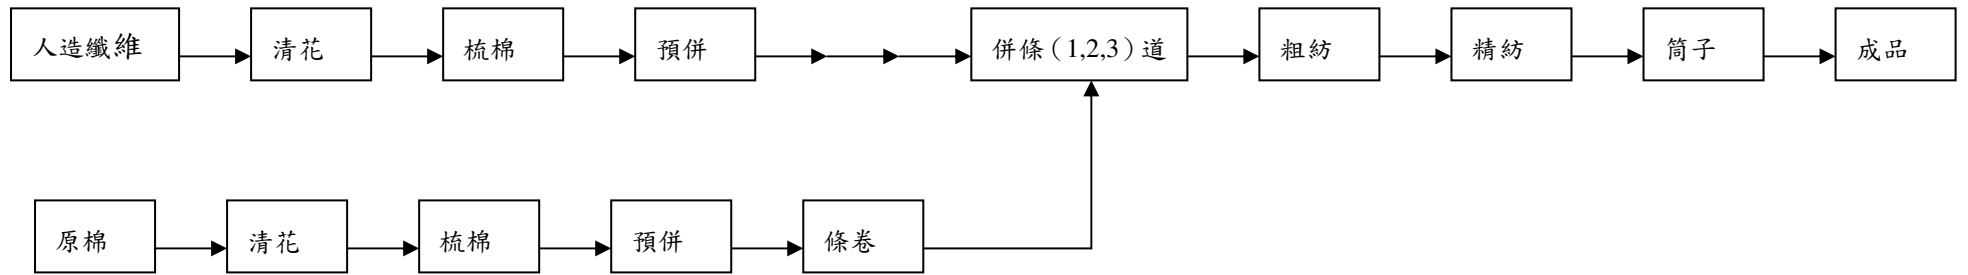 人造纖維 清花 梳棉 預併 併條（1,2,3）道 粗紡 精紡 筒子 成品
原棉 清花 梳棉 預併 條卷